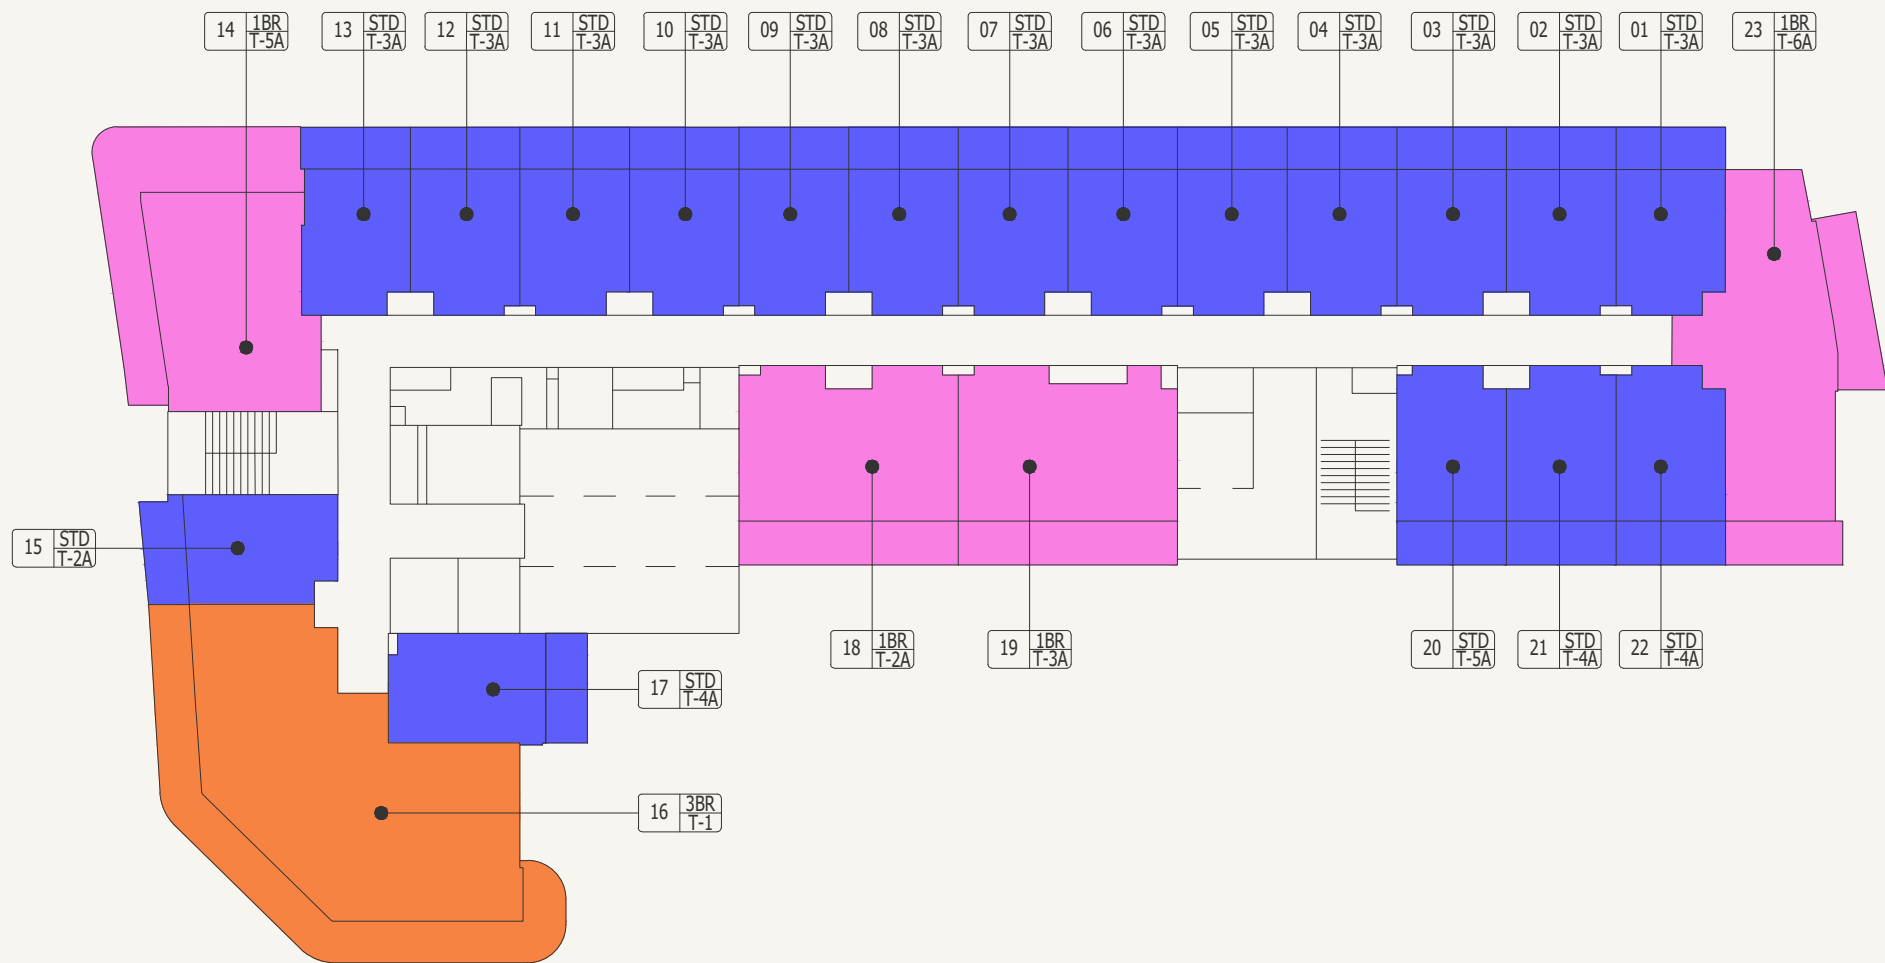 14 1BR T-5A
13 STD T-3A
12 STD T-3A
11 STD T-3A
10 STD T-3A
09 STD T-3A
08 STD T-3A
07 STD T-3A
06 STD T-3A
05 STD T-3A
04 STD T-3A
03 STD T-3A
02 STD T-3A
01 STD T-3A
23 1BR T-6A
15 STD T-2A
18 1BR T-2A
19 1BR T-3A
20 STD T-5A
21 STD T-4A
22 STD T-4A
17 STD T-4A
16 3BR T-1